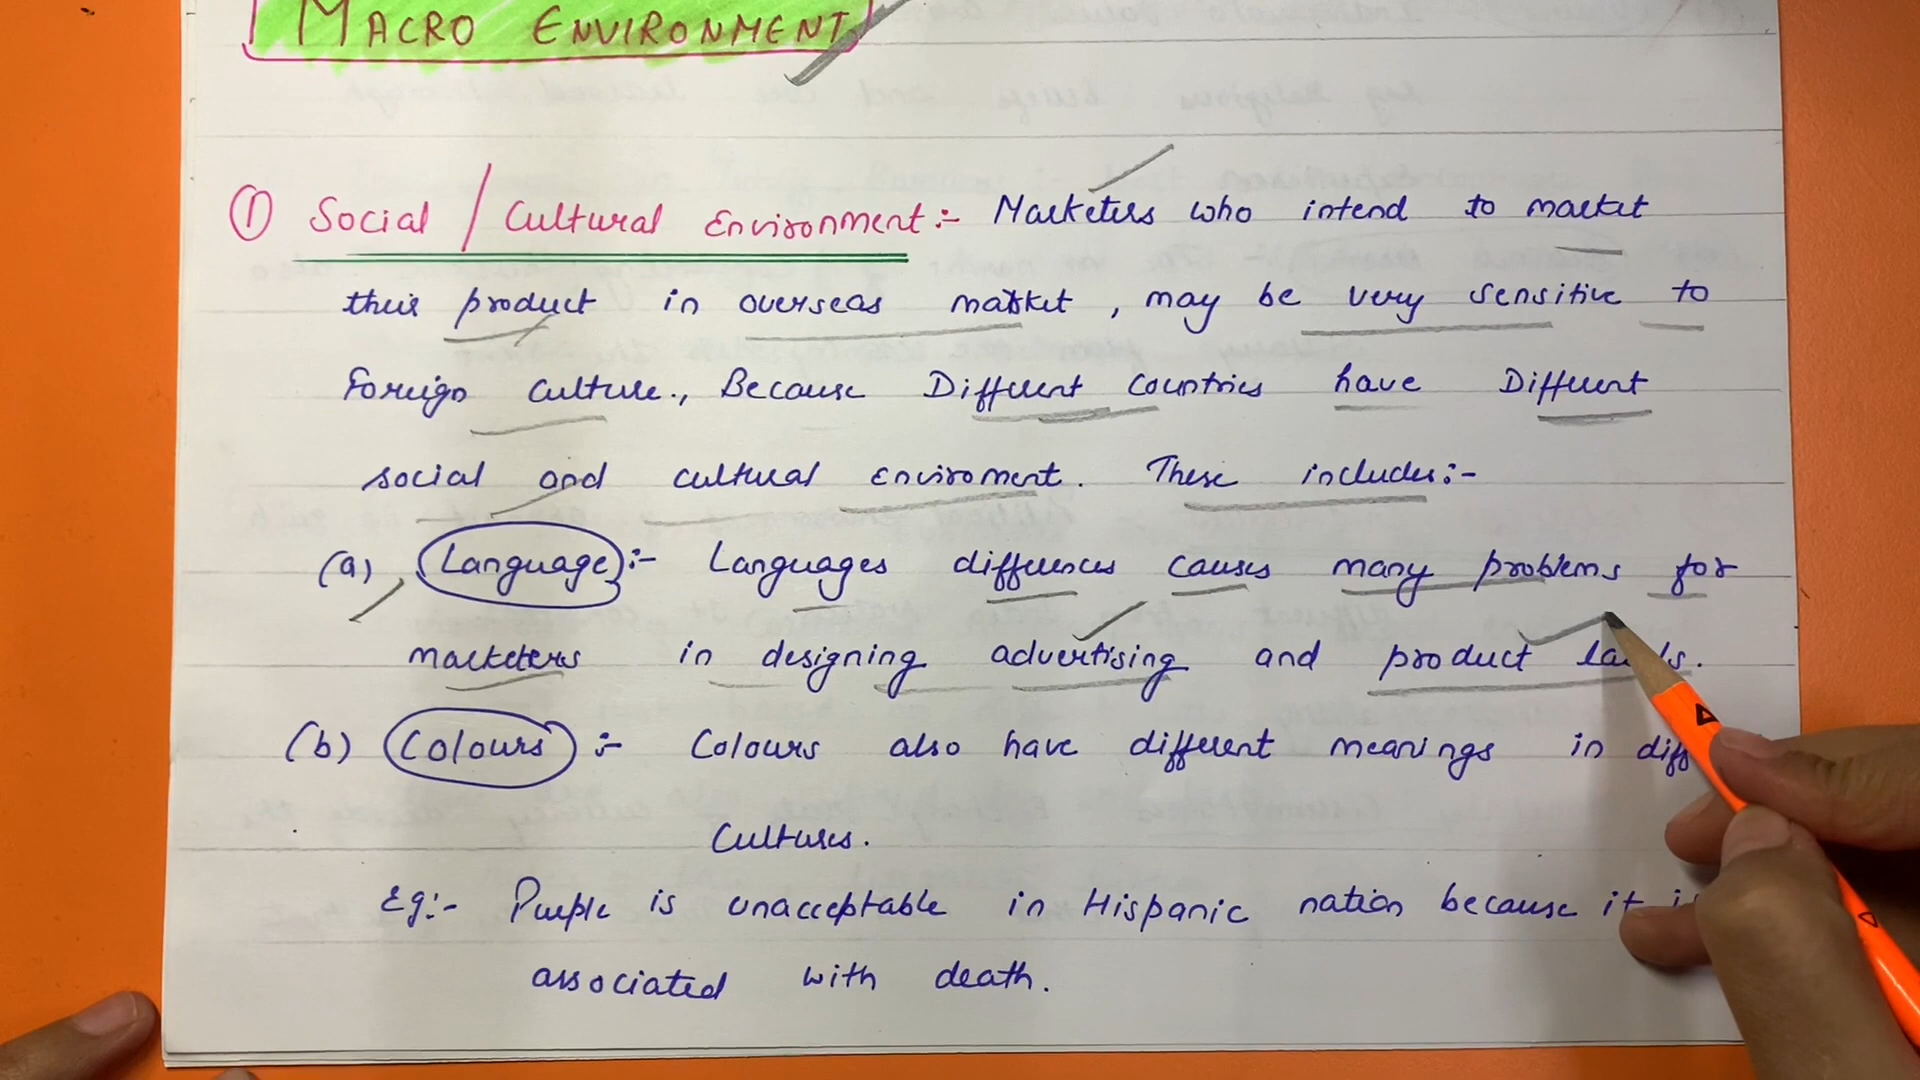 MACRO ENVIRONMENT
① Social / Cultural Environment:- Marketers who intend to market
their product in overseas market, may be very sensitive to
Foreign culture., Because Different countries have Different
social and cultural Enviroment. These includes:-
(a) Language:- Languages differences causes many problems for
marketers in designing advertising and product
(b) Colours :- Colours also have different meanings in diff
Cultures.
Eg:- Purple is unacceptable in Hispanic nation because it is
associated with death.